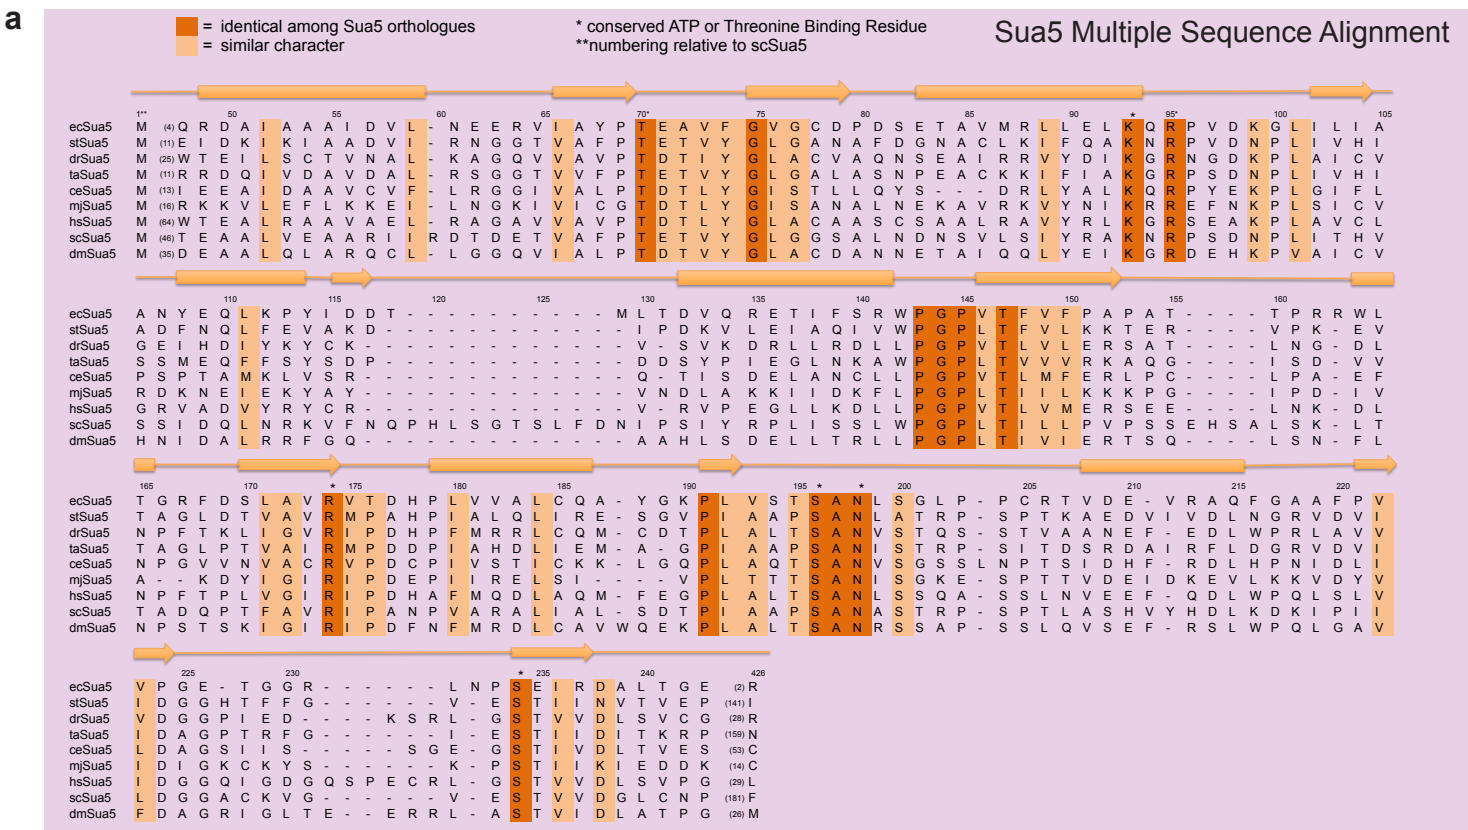 a
= identical among Sua5 orthologues
= similar character
* conserved ATP or Threonine Binding Residue
**numbering relative to scSua5
Sua5 Multiple Sequence Alignment
1** 50 55 60 65 70* 75 80 85 90 * 95* 100 105
ecSua5 M (4) Q R D A I A A A I D V L - N E E R V I A Y P T E A V F G V G C D P D S E T A V M R L L E L K Q R P V D K G L I L I A
stSua5 M (11) E I D K I K I A A D V I - R N G G T V A F P T E T V Y G L G A N A F D G N A C L K I F Q A K N R P V D N P L I V H I
drSua5 M (25) W T E I L S C T V N A L - K A G Q V V A V P T D T I Y G L A C V A Q N S E A I R R V Y D I K G R N G D K P L A I C V
taSua5 M (11) R R D Q I V D A V D A L - R S G G T V V F P T E T V Y G L G A L A S N P E A C K K I F I A K G R P S D N P L I V H I
ceSua5 M (13) I E E A I D A A V C V F - L R G G I V A L P T D T L Y G I S T L L Q Y S - - - D R L Y A L K Q R P Y E K P L G I F L
mjSua5 M (16) R K K V L E F L K K E I - L N G K I V I C G T D T L Y G I S A N A L N E K A V R K V Y N I K R R E F N K P L S I C V
hsSua5 M (64) W T E A L R A A V A E L - R A G A V V A V P T D T L Y G L A C A A S C S A A L R A V Y R L K G R S E A K P L A V C L
scSua5 M (46) T E A A L V E A A R I I R D T D E T V A F P T E T V Y G L G G S A L N D N S V L S I Y R A K N R P S D N P L I T H V
dmSua5 M (35) D E A A L Q L A R Q C L - L G G Q V I A L P T D T V Y G L A C D A N N E T A I Q Q L Y E I K G R D E H K P V A I C V
110 115 120 125 130 135 140 145 150 155 160
ecSua5 A N Y E Q L K P Y I D D T - - - - - - - - - - M L T D V Q R E T I F S R W P G P V T F V F P A P A T - - - - T P R R W L
stSua5 A D F N Q L F E V A K D - - - - - - - - - - - - I P D K V L E I A Q I V W P G P L T F V L K K T E R - - - - V P K - E V
drSua5 G E I H D I Y K Y C K - - - - - - - - - - - - - V - S V K D R L L R D L L P G P V T L V L E R S A T - - - - L N G - D L
taSua5 S S M E Q F F S Y S D P - - - - - - - - - - - - D D S Y P I E G L N K A W P G P L T V V V R K A Q G - - - - I S D - V V
ceSua5 P S P T A M K L V S R - - - - - - - - - - - - - Q - T I S D E L A N C L L P G P V T L M F E R L P C - - - - L P A - E F
mjSua5 R D K N E I E K Y A Y - - - - - - - - - - - - - V N D L A K K I I D K F L P G P L T I I L K K K P G - - - - I P D - I V
hsSua5 G R V A D V Y R Y C R - - - - - - - - - - - - - V - R V P E G L L K D L L P G P V T L V M E R S E E - - - - L N K - D L
scSua5 S S I D Q L N R K V F N Q P H L S G T S L F D N I P S I Y R P L I S S L W P G P L T I L L P V P S S E H S A L S K - L T
dmSua5 H N I D A L R R F G Q - - - - - - - - - - - - - A A H L S D E L L T R L L P G P L T I V I E R T S Q - - - - L S N - F L
165 170 * 175 180 185 190 195 * * 200 205 210 215 220
ecSua5 T G R F D S L A V R V T D H P L V V A L C Q A - Y G K P L V S T S A N L S G L P - P C R T V D E - V R A Q F G A A F P V
stSua5 T A G L D T V A V R M P A H P I A L Q L I R E - S G V P I A A P S A N L A T R P - S P T K A E D V I V D L N G R V D V I
drSua5 N P F T K L I G V R I P D H P F M R R L C Q M - C D T P L A L T S A N V S T Q S - S T V A A N E F - E D L W P R L A V V
taSua5 T A G L P T V A I R M P D D P I A H D L I E M - A - G P I A A P S A N I S T R P - S I T D S R D A I R F L D G R V D V I
ceSua5 N P G V V N V A C R V P D C P I V S T I C K K - L G Q P L A Q T S A N V S G S S L N P T S I D H F - R D L H P N I D L I
mjSua5 A - - K D Y I G I R I P D E P I I R E L S I - - - - V P L T T T S A N I S G K E - S P T T V D E I D K E V L K K V D Y V
hsSua5 N P F T P L V G I R I P D H A F M Q D L A Q M - F E G P L A L T S A N L S S Q A - S S L N V E E F - Q D L W P Q L S L V
scSua5 T A D Q P T F A V R I P A N P V A R A L I A L - S D T P I A A P S A N A S T R P - S P T L A S H V Y H D L K D K I P I I
dmSua5 N P S T S K I G I R I P D F N F M R D L C A V W Q E K P L A L T S A N R S S A P - S S L Q V S E F - R S L W P Q L G A V
225 230 * 235 240 426
ecSua5 V P G E - T G G R - - - - - - L N P S E I R D A L T G E (2) R
stSua5 I D G G H T F F G - - - - - - V - E S T I I N V T V E P (141) I
drSua5 V D G G P I E D - - - - K S R L - G S T V V D L S V C G (28) R
taSua5 I D A G P T R F G - - - - - - I - E S T I I D I T K R P (159) N
ceSua5 L D A G S I I S - - - - - S G E - G S T I V D L T V E S (53) C
mjSua5 I D I G K C K Y S - - - - - - K - P S T I I K I E D D K (14) C
hsSua5 I D G G Q I G D G Q S P E C R L - G S T V V D L S V P G (29) L
scSua5 L D G G A C K V G - - - - - - V - E S T V V D G L C N P (181) F
dmSua5 F D A G R I G L T E - - E R R L - A S T V I D L A T P G (26) M